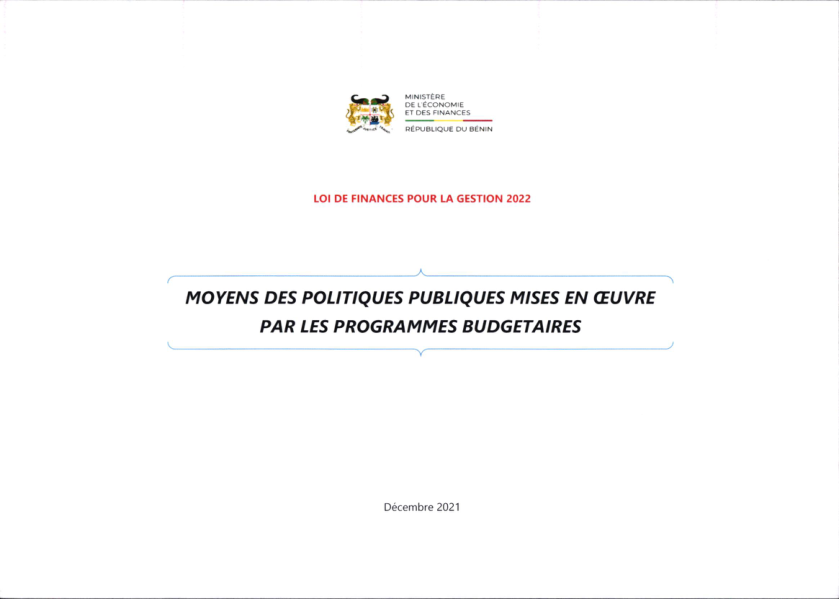 MINISTÈRE
DE L'ÉCONOMIE
ET DES FINANCES
RÉPUBLIQUE DU BÉNIN
LOI DE FINANCES POUR LA GESTION 2022
MOYENS DES POLITIQUES PUBLIQUES MISES EN ŒUVRE
PAR LES PROGRAMMES BUDGETAIRES
Décembre 2021